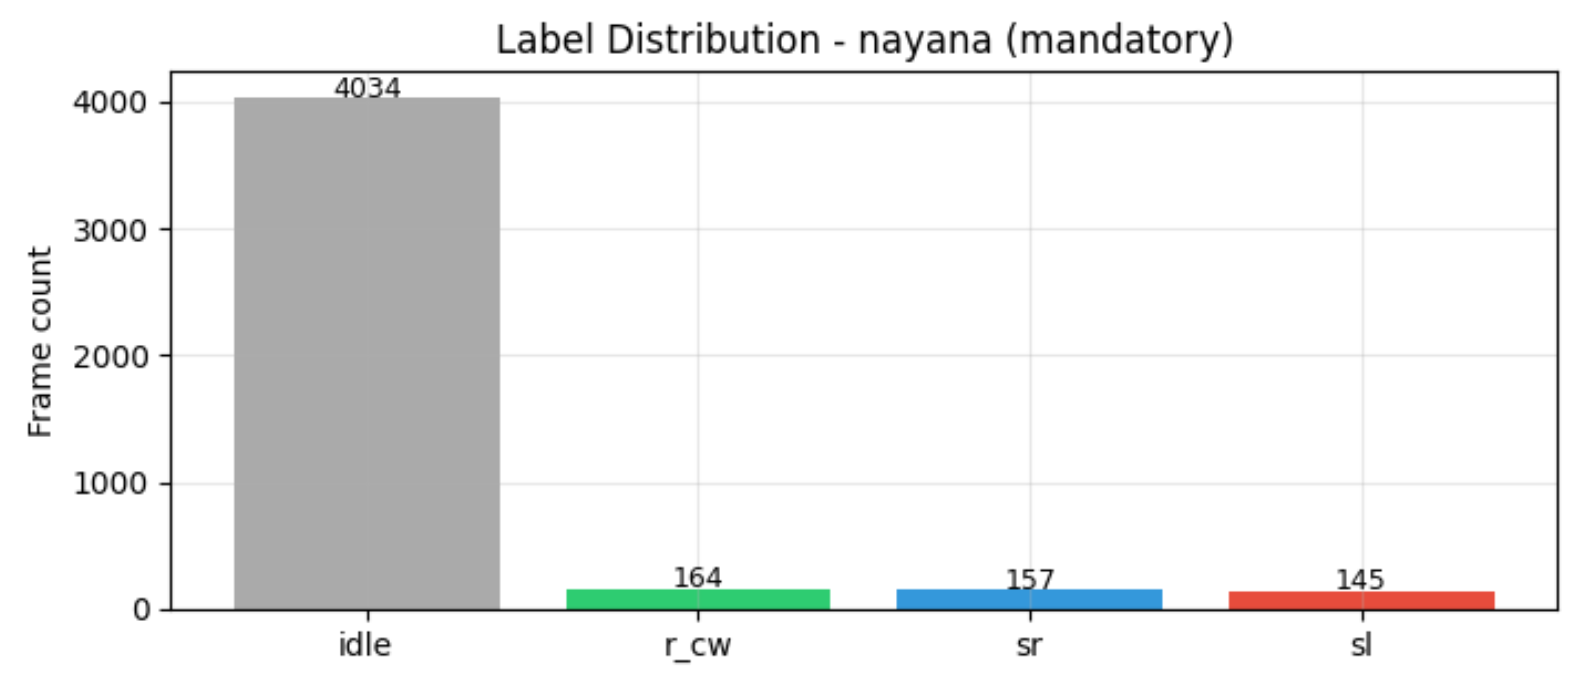 Label Distribution - nayana (mandatory)
Frame count
4000
3000
2000
1000
0
4034
164
157
145
idle
r_cw
sr
sl